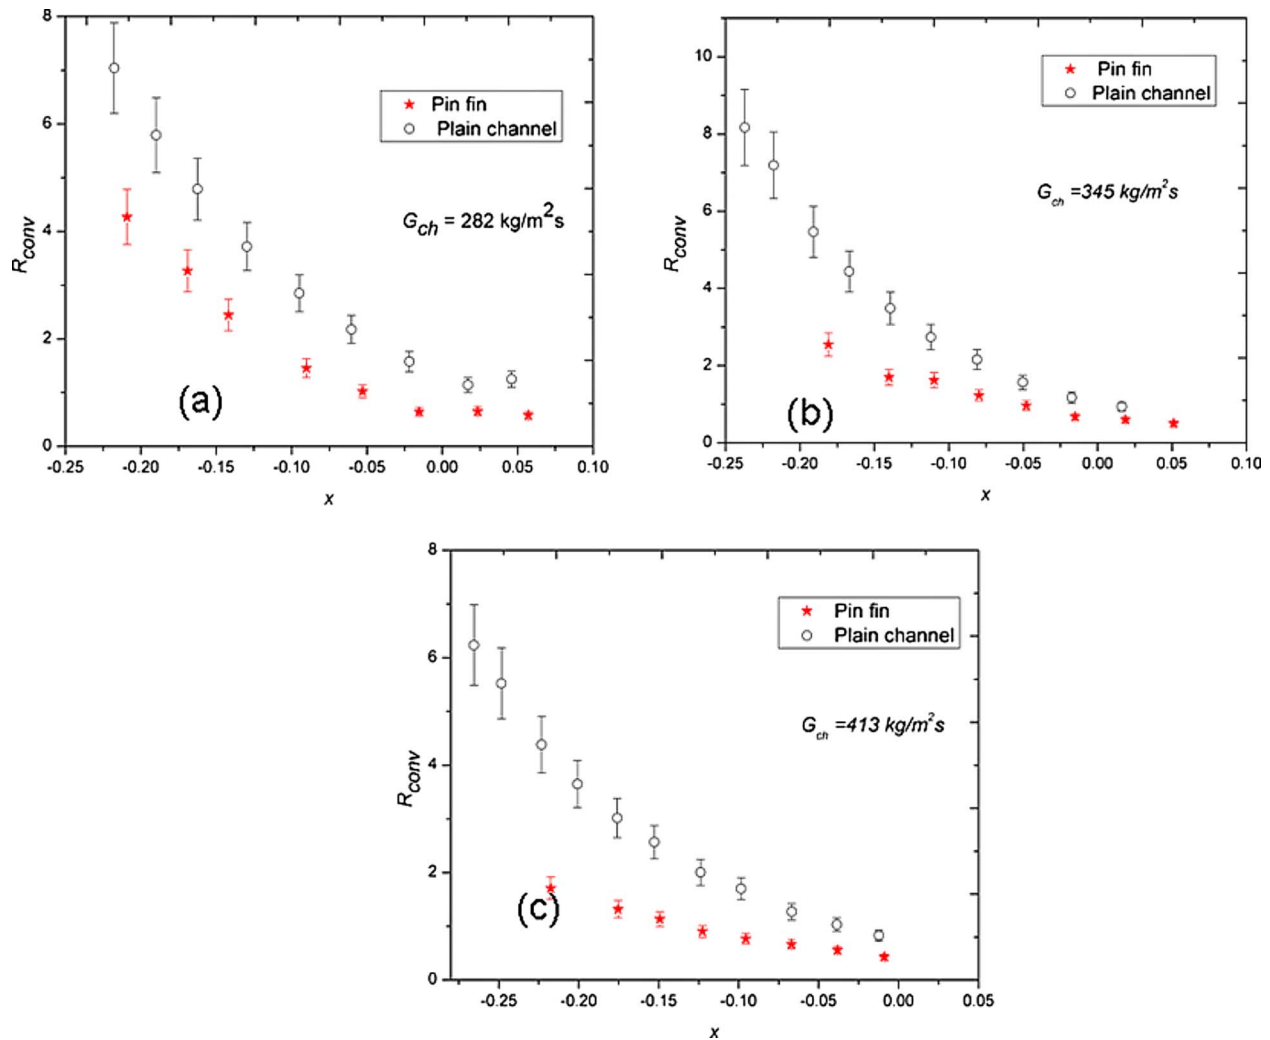 8
6
4
2
0
R_conv
-0.25 -0.20 -0.15 -0.10 -0.05 0.00 0.05 0.10
x
Pin fin
Plain channel
G_ch = 282 kg/m²s
(a)
10
8
6
4
2
0
R_conv
-0.25 -0.20 -0.15 -0.10 -0.05 0.00 0.05 0.10
x
Pin fin
Plain channel
G_ch =345 kg/m²s
(b)
8
6
4
2
0
R_conv
-0.25 -0.20 -0.15 -0.10 -0.05 0.00 0.05
x
Pin fin
Plain channel
G_ch =413 kg/m²s
(c)